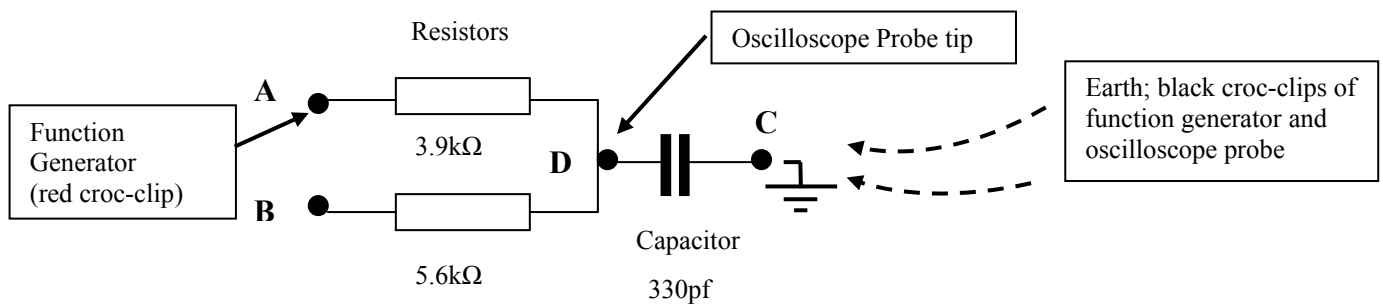 Resistors
Oscilloscope Probe tip
A
Function
Generator
(red croc-clip)
3.9kΩ
D
C
Earth; black croc-clips of
function generator and
oscilloscope probe
B
5.6kΩ
Capacitor
330pf